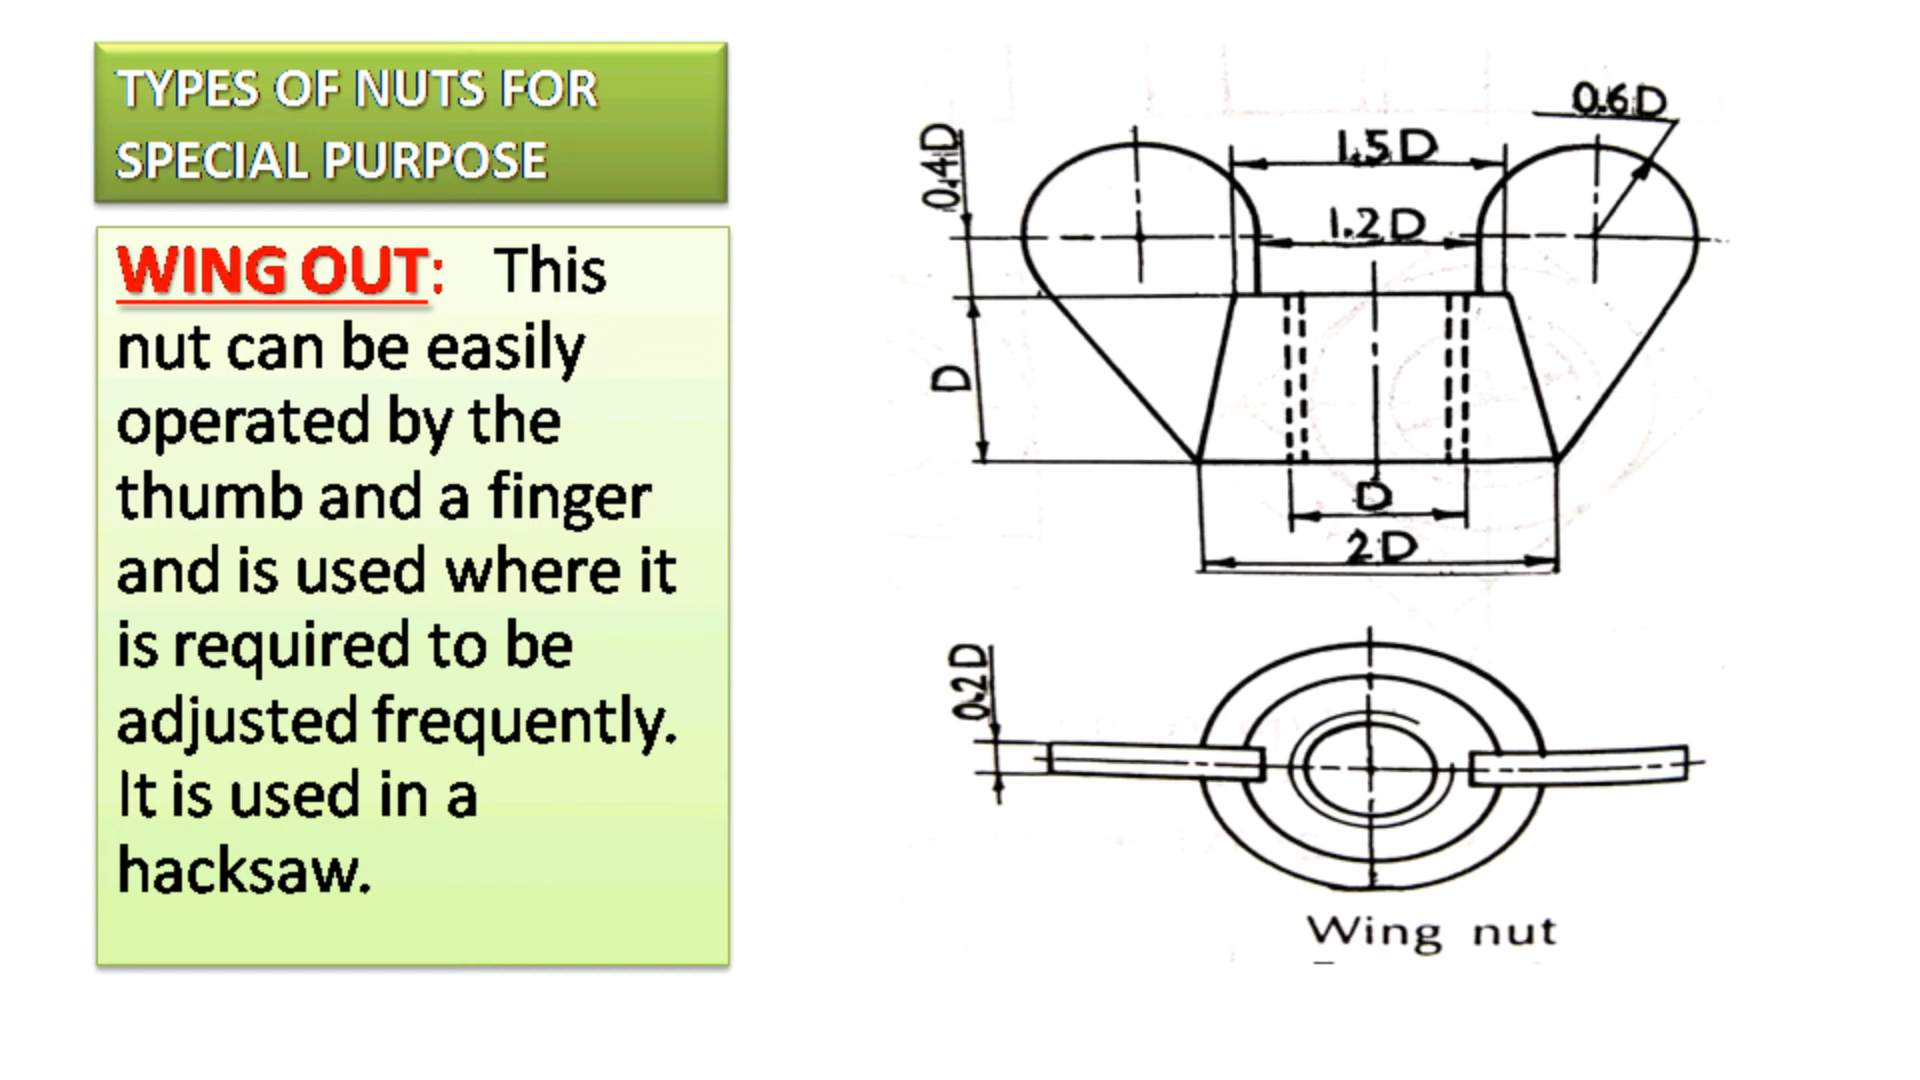 TYPES OF NUTS FOR
SPECIAL PURPOSE
WING OUT: This
nut can be easily
operated by the
thumb and a finger
and is used where it
is required to be
adjusted frequently.
It is used in a
hacksaw.
0.6D
0.4D
1.5D
1.2D
D
D
2D
0.2D
Wing nut